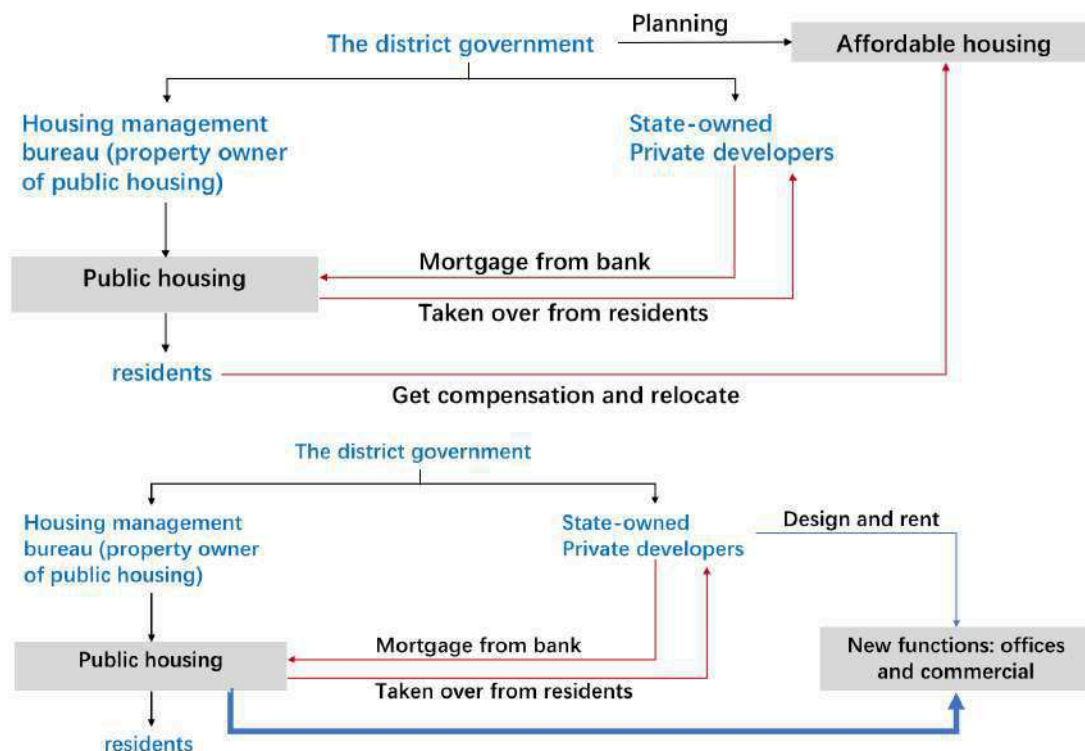 Planning
The district government
Affordable housing
Housing management
bureau (property owner
of public housing)
State-owned
Private developers
Mortgage from bank
Public housing
Taken over from residents
residents
Get compensation and relocate
The district government
Housing management
bureau (property owner
of public housing)
State-owned
Private developers
Design and rent
Mortgage from bank
Public housing
New functions: offices
and commercial
Taken over from residents
residents